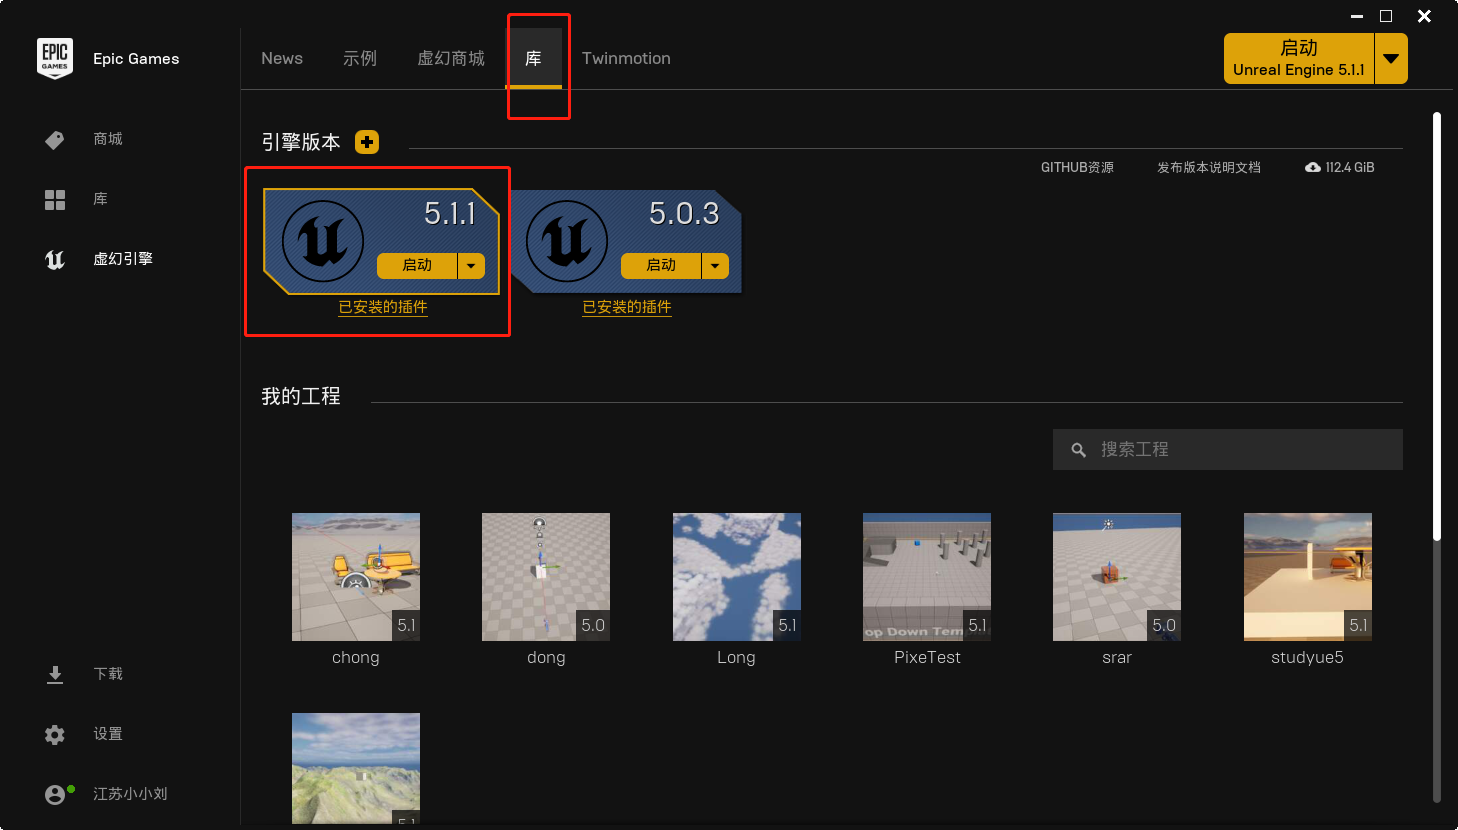 EPIC
GAMES
Epic Games
News
示例
虚幻商城
库
Twinmotion
启动
Unreal Engine 5.1.1
商城
库
虚幻引擎
引擎版本
GITHUB资源
发布版本说明文档
112.4 GiB
5.1.1
启动
已安装的插件
5.0.3
启动
已安装的插件
我的工程
搜索工程
5.1
chong
5.0
dong
5.1
Long
op Down Temp
5.1
PixeTest
5.0
srar
5.1
studyue5
5.1
下载
设置
江苏小小刘